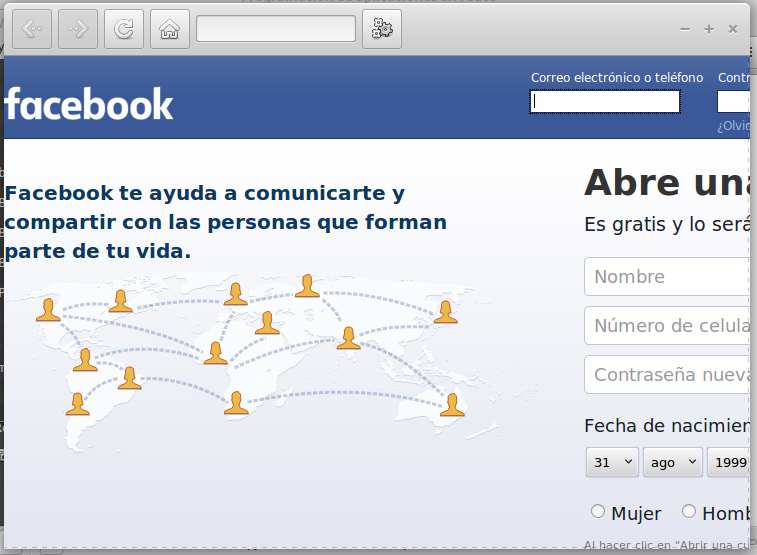 facebook
Correo electrónico o teléfono
Contr
¿Olvid
Facebook te ayuda a comunicarte y
compartir con las personas que forman
parte de tu vida.
Abre una
Es gratis y lo será
Nombre
Número de celula
Contraseña nueva
Fecha de nacimien
31 ago 1999
Mujer Homb
Al hacer clic en "Abrir una cu